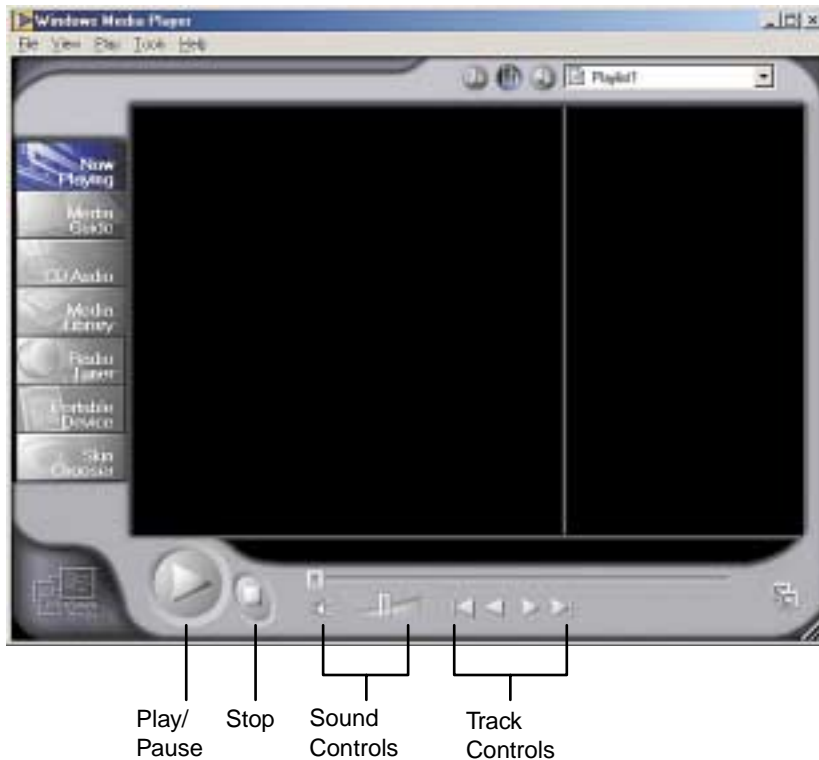 Windows Media Player
File View Play Tools Help
Playlist1
Now
Playing
Media
Guide
CD Audio
Media
Library
Radio
Tuner
Portable
Device
Skin
Chooser
Play/
Pause
Stop
Sound
Controls
Track
Controls